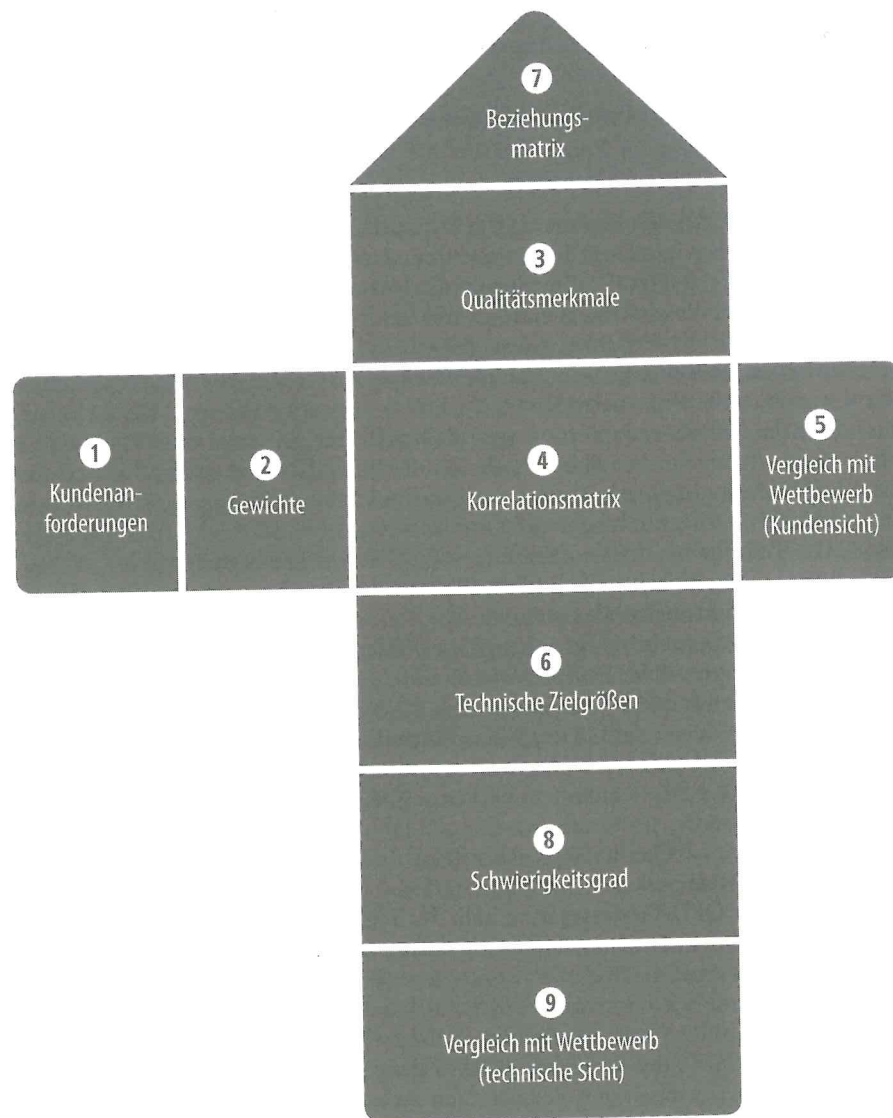 7
Beziehungs-
matrix
3
Qualitätsmerkmale
1
Kundenan-
forderungen
2
Gewichte
4
Korrelationsmatrix
5
Vergleich mit
Wettbewerb
(Kundensicht)
6
Technische Zielgrößen
8
Schwierigkeitsgrad
9
Vergleich mit Wettbewerb
(technische Sicht)